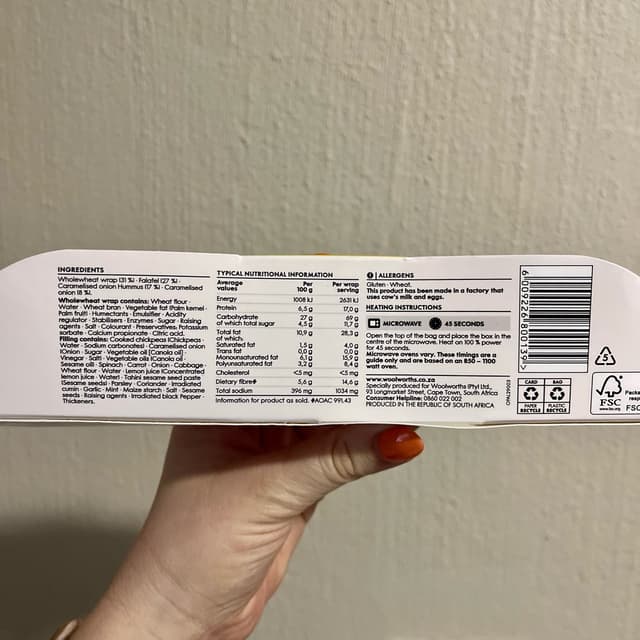 INGREDIENTS
Wholewheat wrap (31 %) · Falafel (27 %) ·
Caramelised onion Hummus (17 %) · Caramelised
onion (8 %).
Wholewheat wrap contains: Wheat flour ·
Water · Wheat bran · Vegetable fat (Palm kernel ·
Palm fruit) · Humectants · Emulsifier · Acidity
regulator · Stabilisers · Enzymes · Sugar · Raising
agents · Salt · Colourant · Preservatives: Potassium
sorbate · Calcium propionate · Citric acid.
Filling contains: Cooked chickpeas (Chickpeas ·
Water · Sodium carbonate) · Caramelised onion
(Onion · Sugar · Vegetable oil [Canola oil] ·
Vinegar · Salt) · Vegetable oils (Canola oil ·
Sesame oil) · Spinach · Carrot · Onion · Cabbage ·
Wheat flour · Water · Lemon juice (Concentrated
lemon juice · Water) · Tahini sesame seed paste
(Sesame seeds) · Parsley · Coriander · Irradiated
cumin · Garlic · Mint · Maize starch · Salt · Sesame
seeds · Raising agents · Irradiated black Pepper ·
Thickeners.
TYPICAL NUTRITIONAL INFORMATION
Average values Per 100 g Per wrap serving
Energy 1008 kJ 2631 kJ
Protein 6,5 g 17,0 g
Carbohydrate 27 g 69 g
of which total sugar 4,5 g 11,7 g
Total fat 10,9 g 28,3 g
of which:
Saturated fat 1,5 g 4,0 g
Trans fat 0,0 g 0,0 g
Monounsaturated fat 6,1 g 15,9 g
Polyunsaturated fat 3,2 g 8,4 g
Cholesterol <5 mg <5 mg
Dietary fibre# 5,6 g 14,6 g
Total sodium 396 mg 1034 mg
Information for product as sold. #AOAC 991.43
ALLERGENS
Gluten · Wheat.
This product has been made in a factory that
uses cow's milk and eggs.
HEATING INSTRUCTIONS
MICROWAVE 45 SECONDS
Open the top of the bag and place the box in the
centre of the microwave. Heat on 100 % power
for 45 seconds.
Microwave ovens vary. These timings are a
guide only and are based on an 850 - 1100
watt oven.
www.woolworths.co.za
Specially produced for Woolworths (Pty) Ltd.,
93 Longmarket Street, Cape Town, South Africa
Consumer Helpline: 0860 022 002
PRODUCED IN THE REPUBLIC OF SOUTH AFRICA
5
CARD
PAPER
RECYCLE
BAG
PLASTIC
RECYCLE
FSC
www.fsc.org